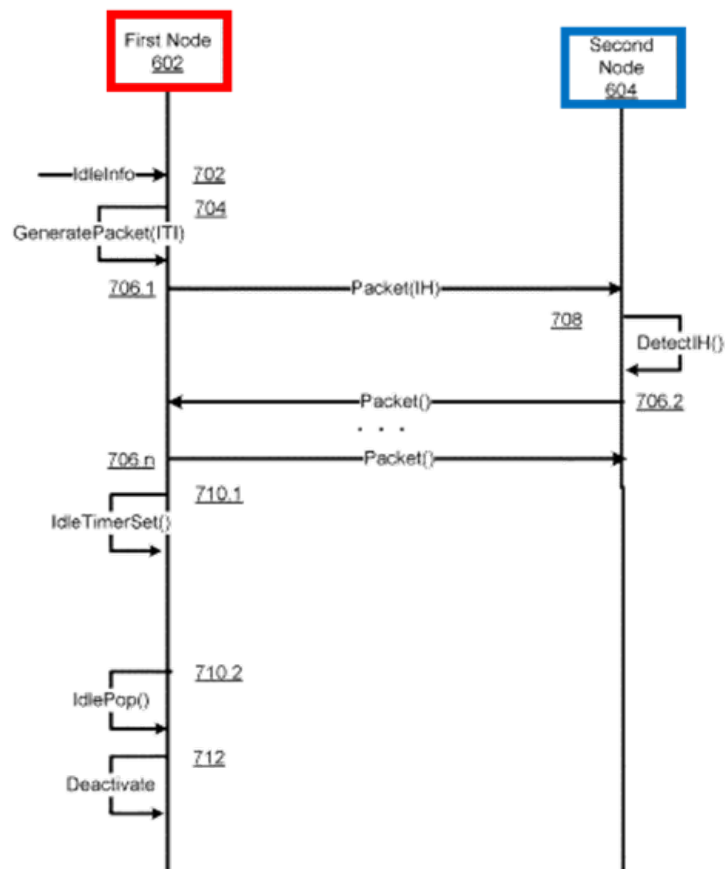 First Node
602
Second
Node
604
IdleInfo
702
704
GeneratePacket(ITI)
706.1
Packet(IH)
708
DetectIH()
Packet()
706.2
. . .
706.n
Packet()
710.1
IdleTimerSet()
710.2
IdlePop()
712
Deactivate